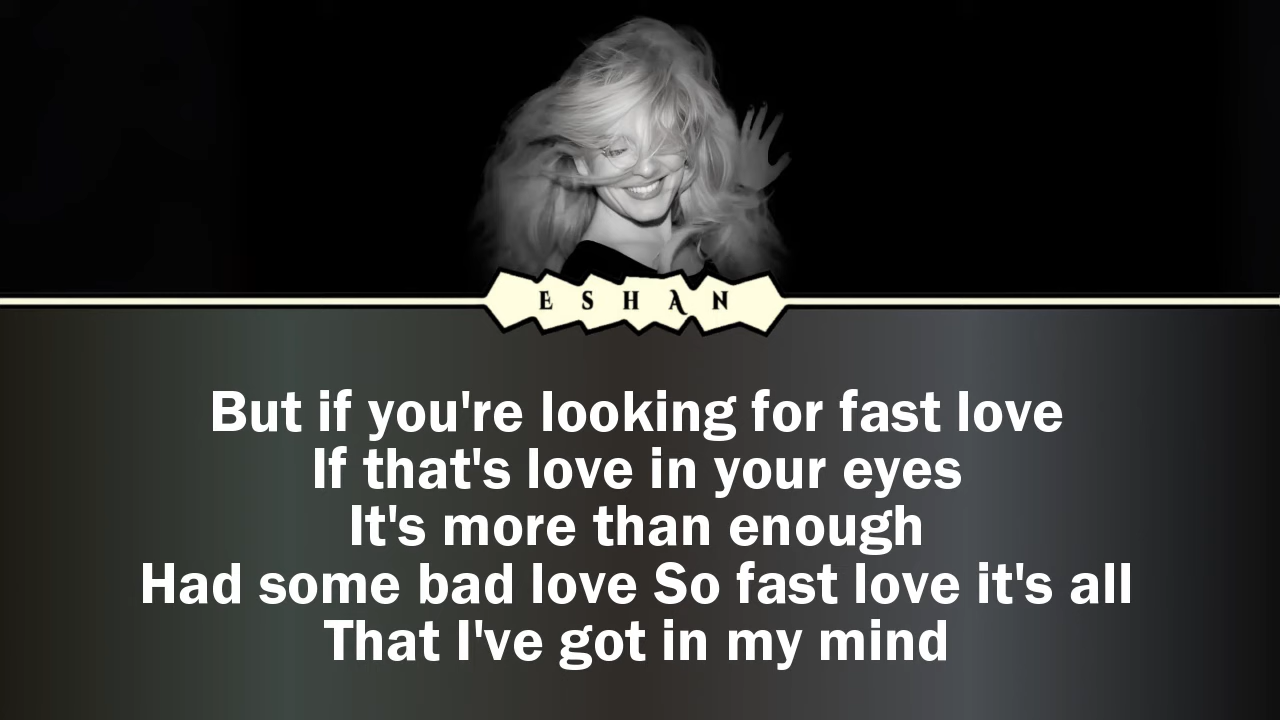 ESHAN
But if you're looking for fast love
If that's love in your eyes
It's more than enough
Had some bad love So fast love it's all
That I've got in my mind